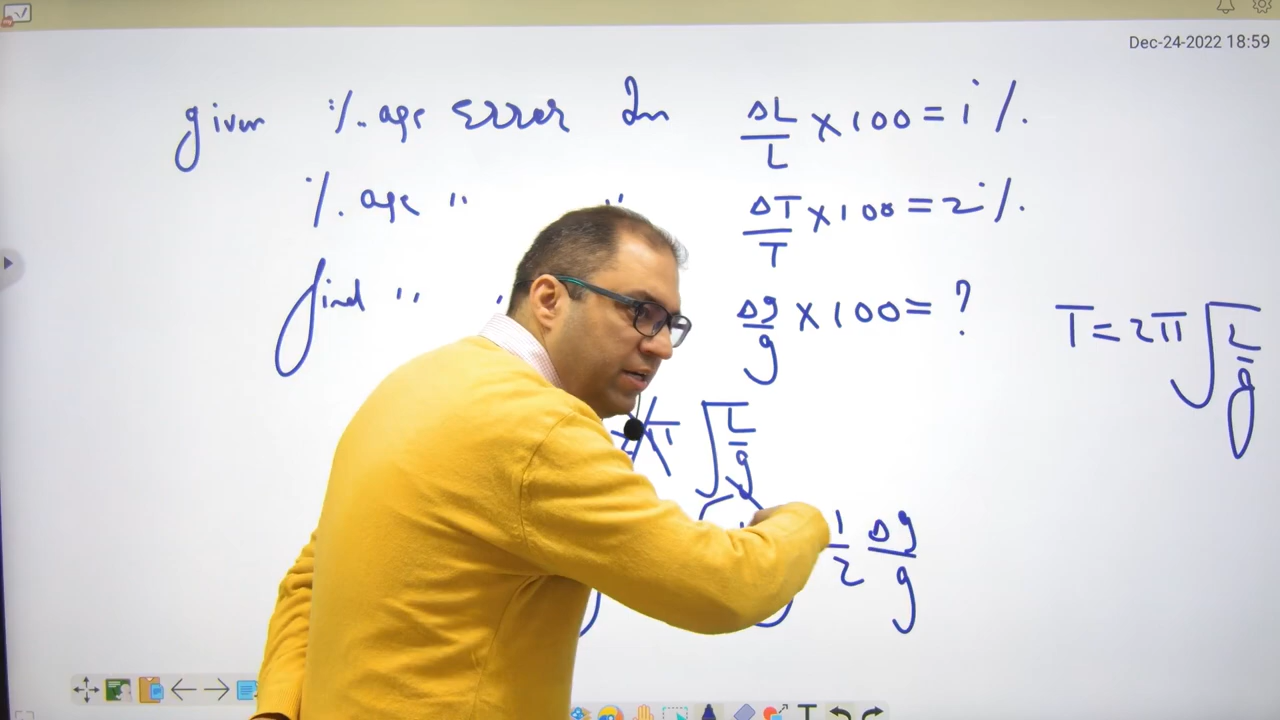 Dec-24-2022 18:59
given %. age Error In ΔL/L × 100 = 1 %.
%. age " " ΔT/T × 100 = 2 %.
find " " Δg/g × 100 = ?
T = 2π √(L/g)
2π √(L/g)
1/2 Δg/g